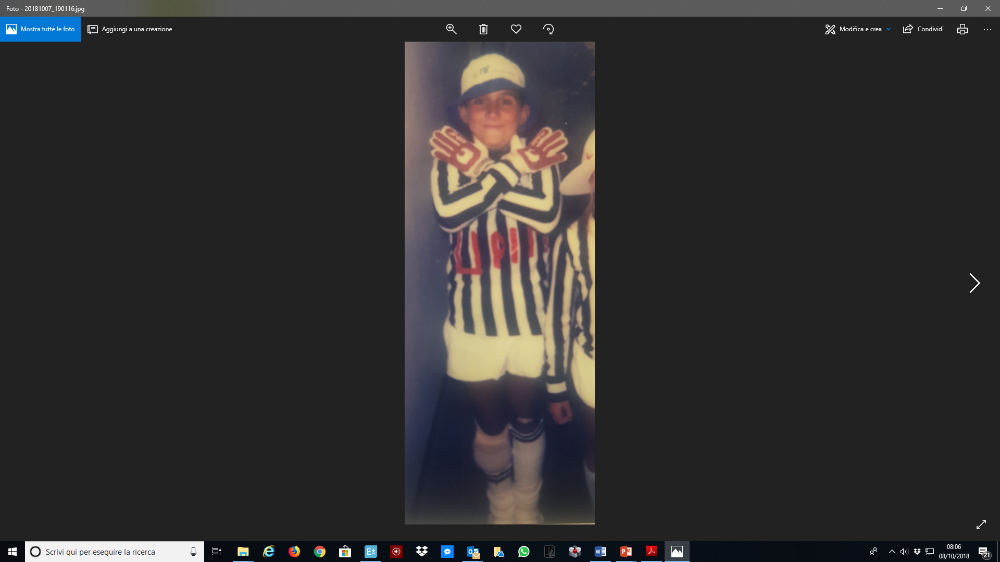 Foto - 20181007_190116.jpg
Mostra tutte le foto
Aggiungi a una creazione
Modifica e crea
Condividi
Scrivi qui per eseguire la ricerca
08:06
08/10/2018
21